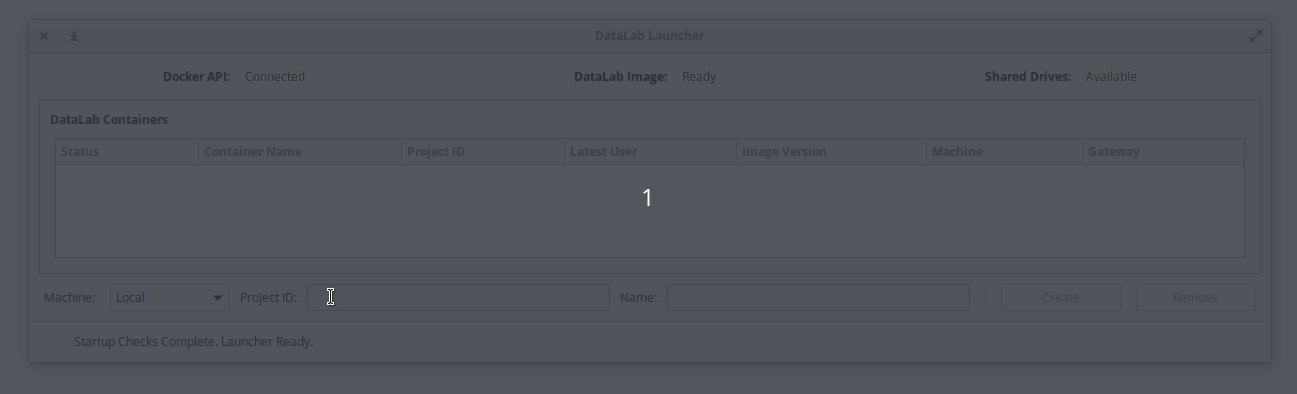 DataLab Launcher
Docker API: Connected DataLab Image: Ready Shared Drives: Available
DataLab Containers
Status Container Name Project ID Latest User Image Version Machine Gateway
1
Machine: Local Project ID: Name: Create Remove
Startup Checks Complete. Launcher Ready.